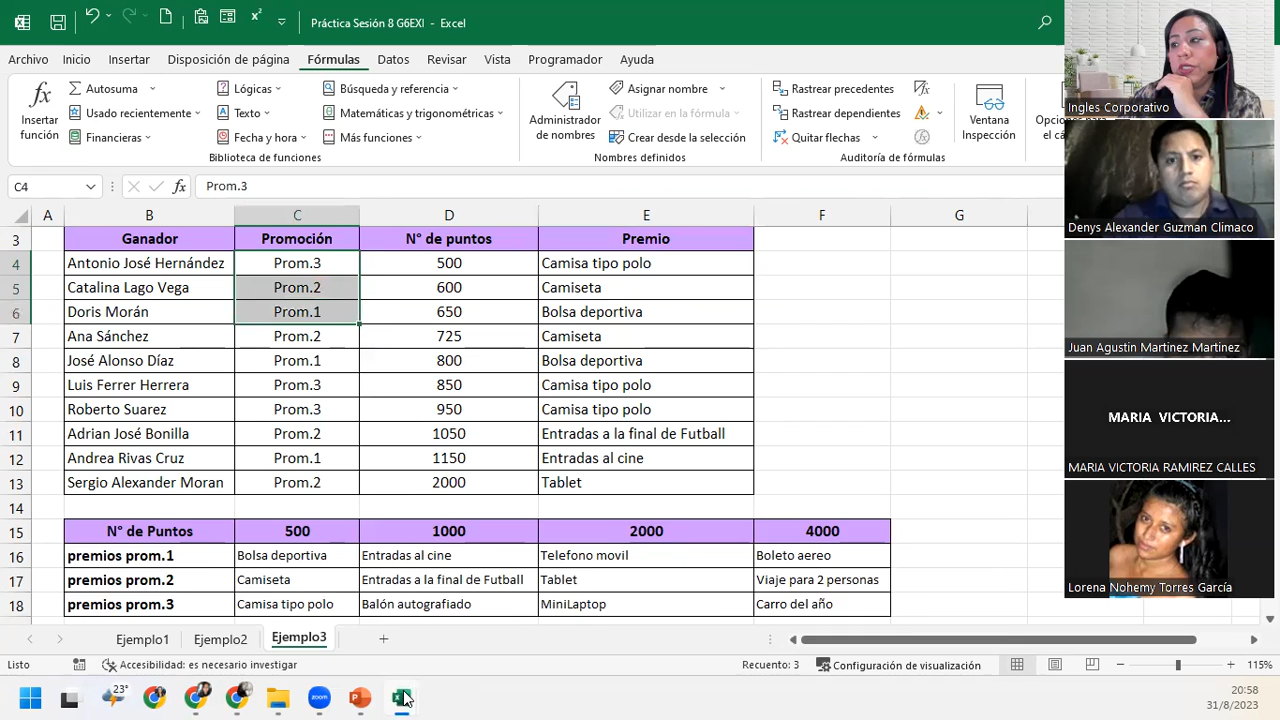 Práctica Sesión 8 G6EXI - Excel
Archivo Inicio Insertar Disposición de página Fórmulas Datos Revisar Vista Programador Ayuda
fx Insertar función
Autosuma
Usado recientemente
Financieras
Lógicas
Texto
Fecha y hora
Búsqueda y referencia
Matemáticas y trigonométricas
Más funciones
Biblioteca de funciones
Administrador de nombres
Asignar nombre
Utilizar en la fórmula
Crear desde la selección
Nombres definidos
Rastrear precedentes
Rastrear dependientes
Quitar flechas
Auditoría de fórmulas
Ventana Inspección
C4 fx Prom.3
A B C D E F G
3 Ganador Promoción N° de puntos Premio
4 Antonio José Hernández Prom.3 500 Camisa tipo polo
5 Catalina Lago Vega Prom.2 600 Camiseta
6 Doris Morán Prom.1 650 Bolsa deportiva
7 Ana Sánchez Prom.2 725 Camiseta
8 José Alonso Díaz Prom.1 800 Bolsa deportiva
9 Luis Ferrer Herrera Prom.3 850 Camisa tipo polo
10 Roberto Suarez Prom.3 950 Camisa tipo polo
11 Adrian José Bonilla Prom.2 1050 Entradas a la final de Futball
12 Andrea Rivas Cruz Prom.1 1150 Entradas al cine
13 Sergio Alexander Moran Prom.2 2000 Tablet
14
15 N° de Puntos 500 1000 2000 4000
16 premios prom.1 Bolsa deportiva Entradas al cine Telefono movil Boleto aereo
17 premios prom.2 Camiseta Entradas a la final de Futball Tablet Viaje para 2 personas
18 premios prom.3 Camisa tipo polo Balón autografiado MiniLaptop Carro del año
Ejemplo1 Ejemplo2 Ejemplo3
Listo Accesibilidad: es necesario investigar Recuento: 3 Configuración de visualización 115%
23° zoom
20:58
31/8/2023
Ingles Corporativo
Denys Alexander Guzman Climaco
Juan Agustin Martinez Martinez
MARIA VICTORIA...
MARIA VICTORIA RAMIREZ CALLES
Lorena Nohemy Torres García